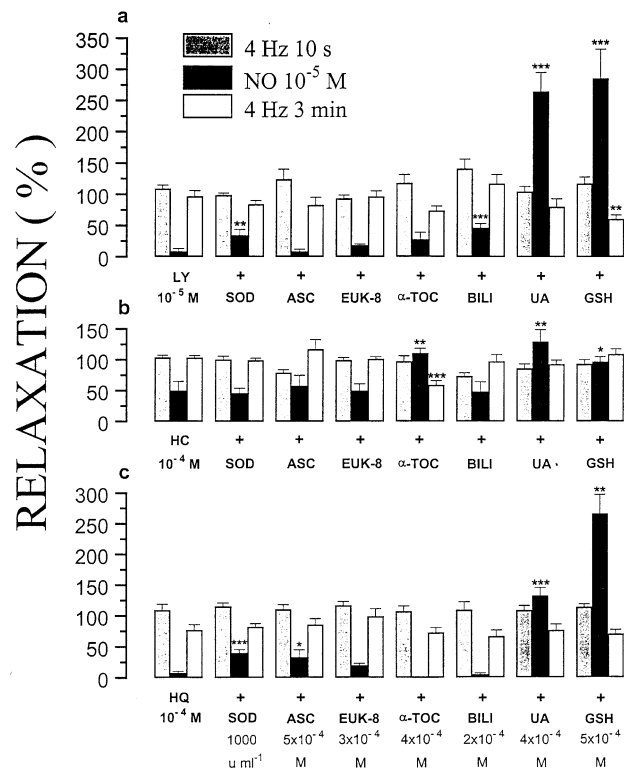 a
350
300
250
200
150
100
50
0
4 Hz 10 s
NO 10⁻⁵ M
4 Hz 3 min
*** ***
** *** **
LY + + + + + + +
10⁻⁵ M SOD ASC EUK-8 α-TOC BILI UA GSH
b
150
100
50
0
** *** ** *
HC + + + + + + +
10⁻⁴ M SOD ASC EUK-8 α-TOC BILI UA GSH
c
300
250
200
150
100
50
0
*** * *** **
HQ + + + + + + +
10⁻⁴ M SOD ASC EUK-8 α-TOC BILI UA GSH
1000 5x10⁻⁴ 3x10⁻⁴ 4x10⁻⁴ 2x10⁻⁴ 4x10⁻⁴ 5x10⁻⁴
u ml⁻¹ M M M M M M
RELAXATION (%)